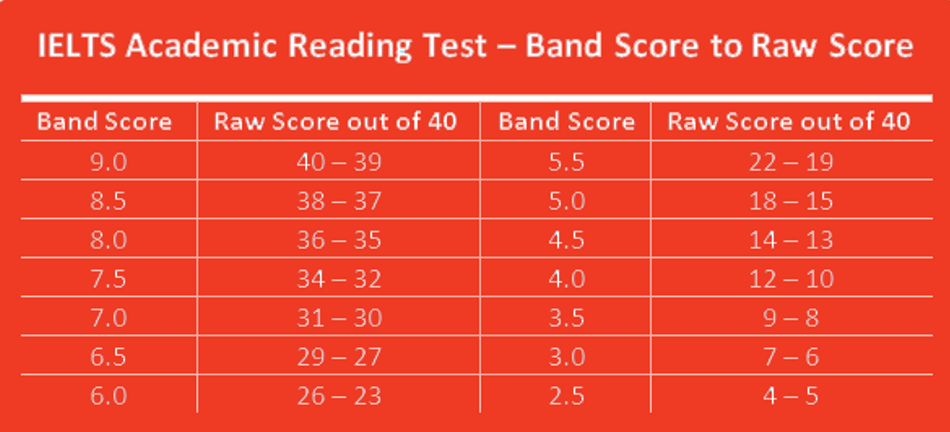 IELTS Academic Reading Test – Band Score to Raw Score
Band Score Raw Score out of 40 Band Score Raw Score out of 40
9.0 40 – 39 5.5 22 – 19
8.5 38 – 37 5.0 18 – 15
8.0 36 – 35 4.5 14 – 13
7.5 34 – 32 4.0 12 – 10
7.0 31 – 30 3.5 9 – 8
6.5 29 – 27 3.0 7 – 6
6.0 26 – 23 2.5 4 – 5